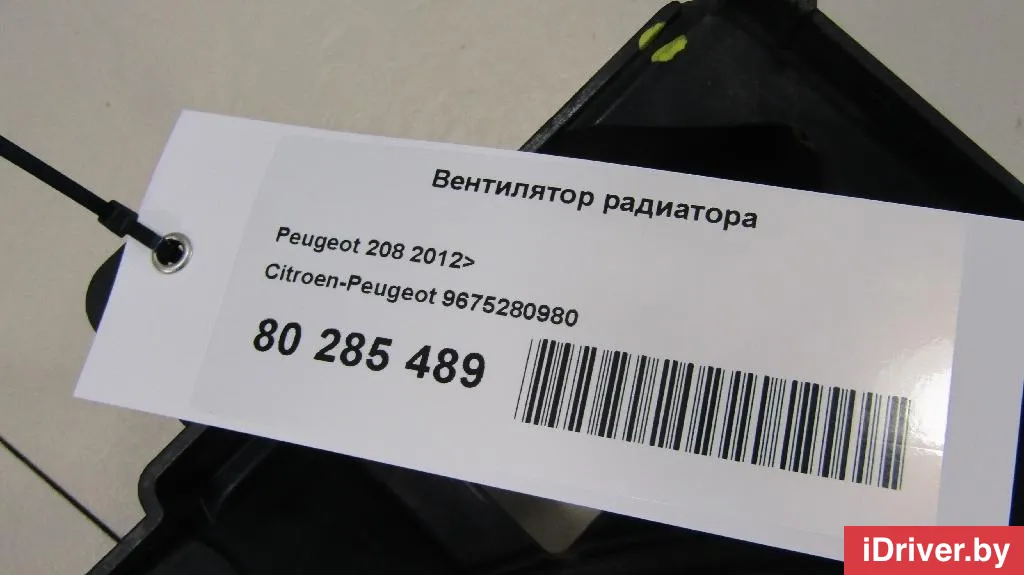 Вентилятор радиатора
Peugeot 208 2012>
Citroen-Peugeot 9675280980
80 285 489
iDriver.by